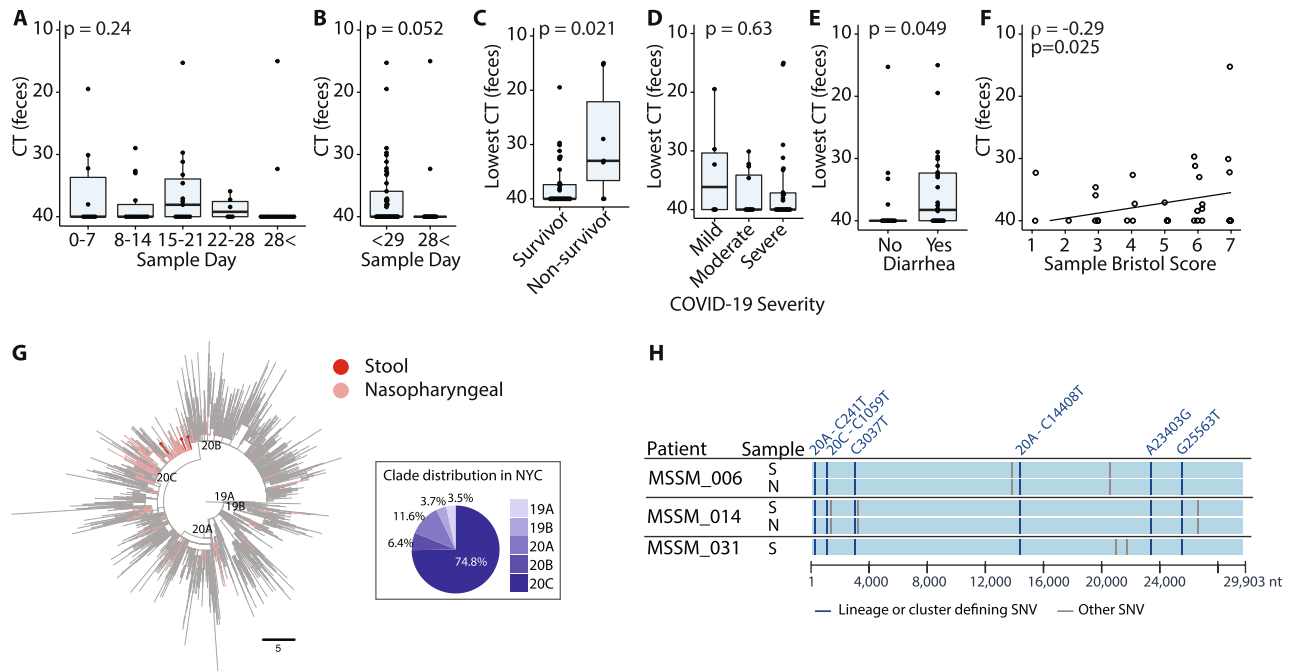 A
p = 0.24
CT (feces)
10
20
30
40
0-7
8-14
15-21
22-28
28<
Sample Day
B
p = 0.052
CT (feces)
10
20
30
40
<29
28<
Sample Day
C
p = 0.021
Lowest CT (feces)
10
20
30
40
Survivor
Non-survivor
D
p = 0.63
Lowest CT (feces)
10
20
30
40
Mild
Moderate
Severe
COVID-19 Severity
E
p = 0.049
Lowest CT (feces)
10
20
30
40
No
Yes
Diarrhea
F
ρ = -0.29
p=0.025
CT (feces)
10
20
30
40
1
2
3
4
5
6
7
Sample Bristol Score
G
Stool
Nasopharyngeal
20B
20C
19A
19B
20A
5
Clade distribution in NYC
3.7%
3.5%
11.6%
6.4%
74.8%
19A
19B
20A
20B
20C
H
20A - C241T
20C - C1059T
C3037T
20A - C14408T
A23403G
G25563T
Patient
Sample
MSSM_006
S
N
MSSM_014
S
N
MSSM_031
S
1
4,000
8,000
12,000
16,000
20,000
24,000
29,903 nt
Lineage or cluster defining SNV
Other SNV